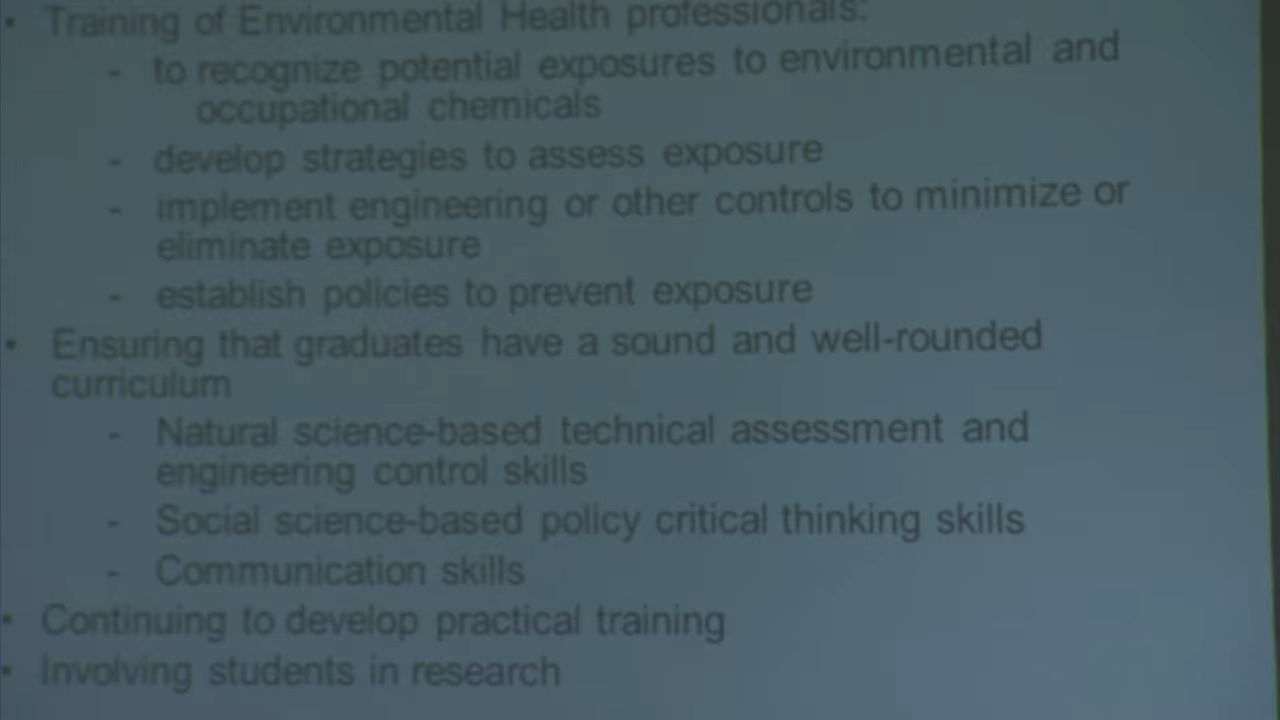 • Training of Environmental Health professionals:
- to recognize potential exposures to environmental and
occupational chemicals
- develop strategies to assess exposure
- implement engineering or other controls to minimize or
eliminate exposure
- establish policies to prevent exposure
• Ensuring that graduates have a sound and well-rounded
curriculum
- Natural science-based technical assessment and
engineering control skills
- Social science-based policy critical thinking skills
- Communication skills
• Continuing to develop practical training
• Involving students in research